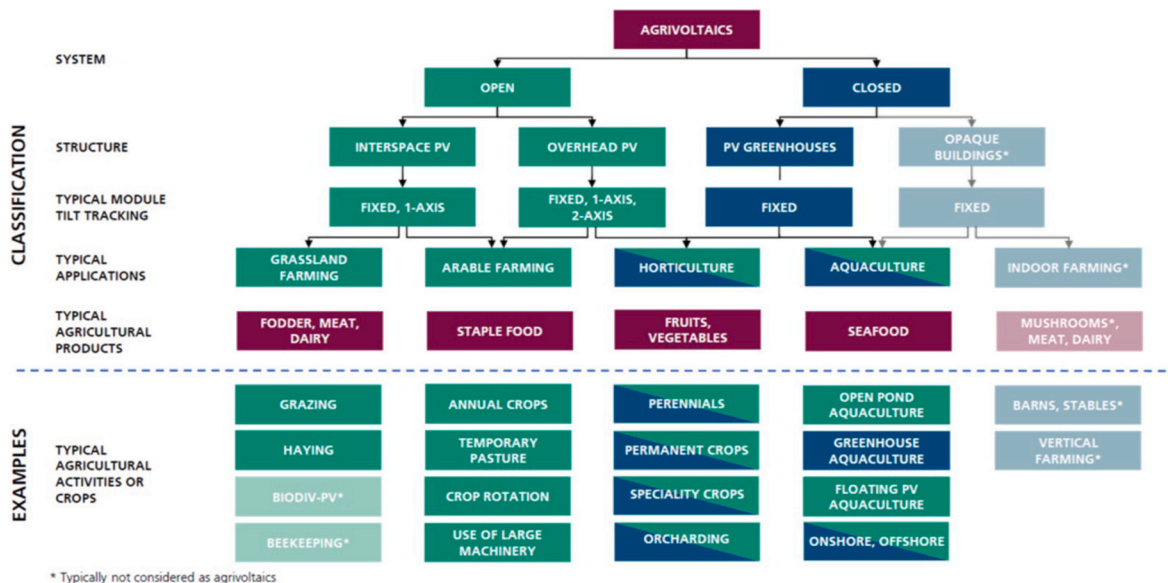 AGRIVOLTAICS
SYSTEM
OPEN
CLOSED
CLASSIFICATION
STRUCTURE
INTERSPACE PV
OVERHEAD PV
PV GREENHOUSES
OPAQUE
BUILDINGS*
TYPICAL MODULE
TILT TRACKING
FIXED, 1-AXIS
FIXED, 1-AXIS,
2-AXIS
FIXED
FIXED
TYPICAL
APPLICATIONS
GRASSLAND
FARMING
ARABLE FARMING
HORTICULTURE
AQUACULTURE
INDOOR FARMING*
TYPICAL
AGRICULTURAL
PRODUCTS
FODDER, MEAT,
DAIRY
STAPLE FOOD
FRUITS,
VEGETABLES
SEAFOOD
MUSHROOMS*,
MEAT, DAIRY
EXAMPLES
TYPICAL
AGRICULTURAL
ACTIVITIES OR
CROPS
GRAZING
ANNUAL CROPS
PERENNIALS
OPEN POND
AQUACULTURE
BARNS, STABLES*
HAYING
TEMPORARY
PASTURE
PERMANENT CROPS
GREENHOUSE
AQUACULTURE
VERTICAL
FARMING*
BIODIV-PV*
CROP ROTATION
SPECIALITY CROPS
FLOATING PV
AQUACULTURE
BEEKEEPING*
USE OF LARGE
MACHINERY
ORCHARDING
ONSHORE, OFFSHORE
* Typically not considered as agrivoltaics